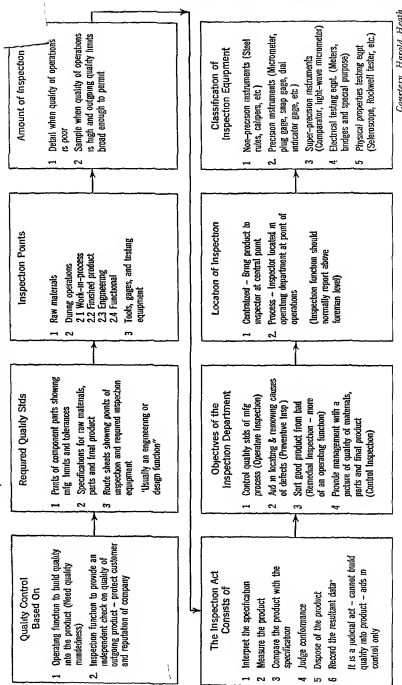 Quality Control
Based On
1 Operating function to build quality
into the product (Need quality
mindedness)
2. Inspection function to provide an
independent check on quality of
outgoing product – protect customer
and reputation of company
Required Quality Stds
1 Prints of component parts showing
mfg limits and tolerances
2 Specifications for raw materials,
parts and final product
3 Route sheets showing points of
inspection and required inspection
equipment
"Usually an engineering or
design function"
Inspection Points
1 Raw materials
2 During operations
2 1 Work-in-process
2.2 Finished product
2.3 Engineering
2.4 Functional
3 Tools, gages, and testing
equipment
Amount of Inspection
1 Detail when quality of operations
is poor
2 Sample when quality of operations
is high and outgoing quality limits
broad enough to permit
The Inspection Act
Consists of
1 Interpret the specification
2 Measure the product
3 Compare the product with the
specification
4 Judge conformance
5 Dispose of the product
6 Record the resultant data-
It is a judicial act – cannot build
quality into product – aids in
control only
Objectives of the
Inspection Department
1 Control quality stds of mfg
process (Operative Inspection)
2 Aid in locating & removing causes
of defects (Preventive Insp )
3 Sort good product from bad
(Remedial Inspection – more
of an operating function)
4 Provide management with a
picture of quality of materials,
parts and final product
(Control Inspection)
Location of Inspection
1 Centralized – Bring product to
inspector at central point
2. Process – Inspector located in
operating department at point of
operations
(Inspection function should
normally report above
foreman level)
Classification of
Inspection Equipment
1 Non-precision instruments (Steel
rules, calipers, etc )
2. Precision instruments (Micrometer,
plug gage, snap gage, dial
indicator gage, etc )
3 Super-precision instruments
(Comparator, light-wave micrometer)
4 Electrical testing eqpt. (Meters,
bridges and special purpose)
5 Physical properties testing eqpt
(Scleroscope, Rockwell tester, etc.)
Courtesy, Harold Heath